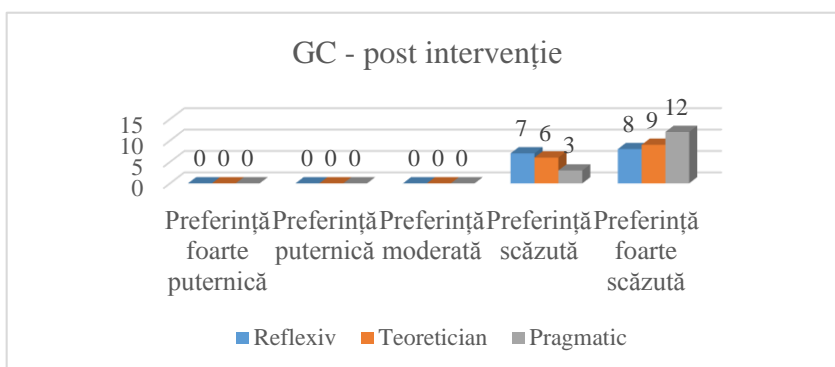 GC - post intervenție
15
10
5
0
0 0 0 0 0 0 0 0 0 7 6 3 8 9 12
Preferință foarte puternică
Preferință puternică
Preferință moderată
Preferință scăzută
Preferință foarte scăzută
Reflexiv Teoretician Pragmatic